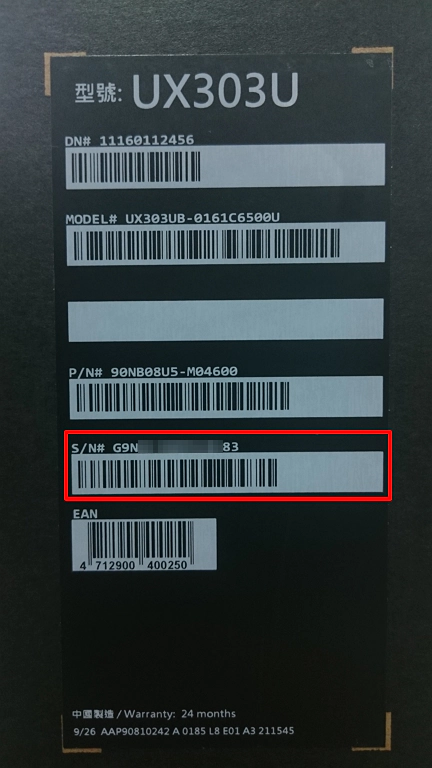 型號: UX303U
DN# 11160112456
MODEL# UX303UB-0161C6500U
P/N# 90NB08U5-M04600
S/N# G9N 83
EAN
4 712900 400250
中國製造 / Warranty: 24 months
9/26 AAP90810242 A 0185 L8 E01 A3 211545